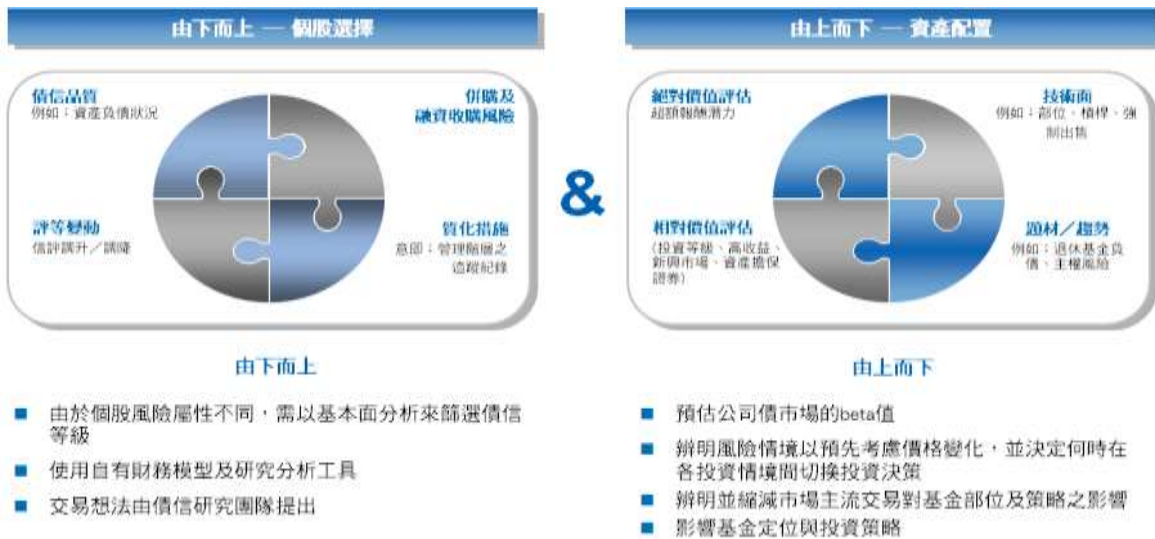 由下而上 — 個股選擇
債信品質
例如：資產負債狀況
併購及
融資收購風險
評等變動
信評調升／調降
質化措施
意即：管理階層之
追蹤紀錄
由下而上
■ 由於個股風險屬性不同，需以基本面分析來篩選債信
等級
■ 使用自有財務模型及研究分析工具
■ 交易想法由債信研究團隊提出
&
由上而下 — 資產配置
絕對價值評估
超額報酬潛力
技術面
例如：部位、槓桿、強
制出售
相對價值評估
(投資等級、高收益、
新興市場、資產擔保
證券)
題材／趨勢
例如：退休基金負
債、主權風險
由上而下
■ 預估公司債市場的beta值
■ 辨明風險情境以預先考慮價格變化，並決定何時在
各投資情境間切換投資決策
■ 辨明並縮減市場主流交易對基金部位及策略之影響
■ 影響基金定位與投資策略